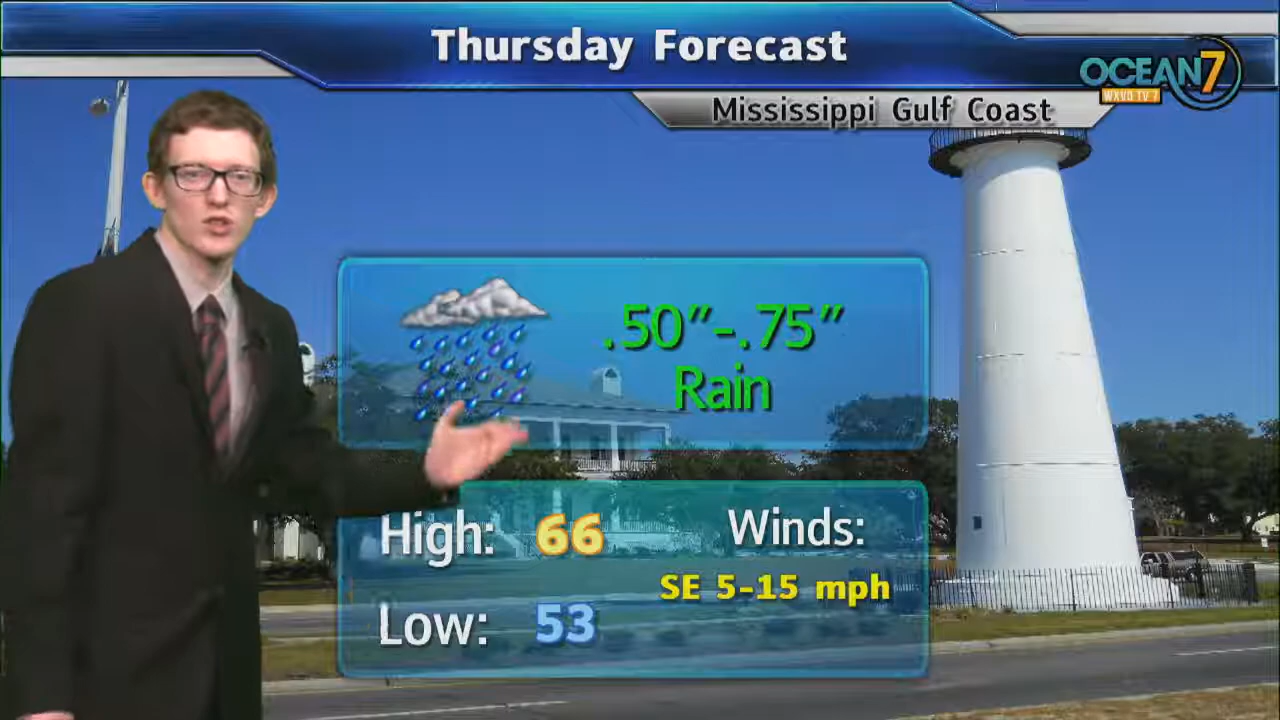 Thursday Forecast
OCEAN7
WXVO TV 7
Mississippi Gulf Coast
.50”-.75”
Rain
High: 66
Winds:
SE 5-15 mph
Low: 53